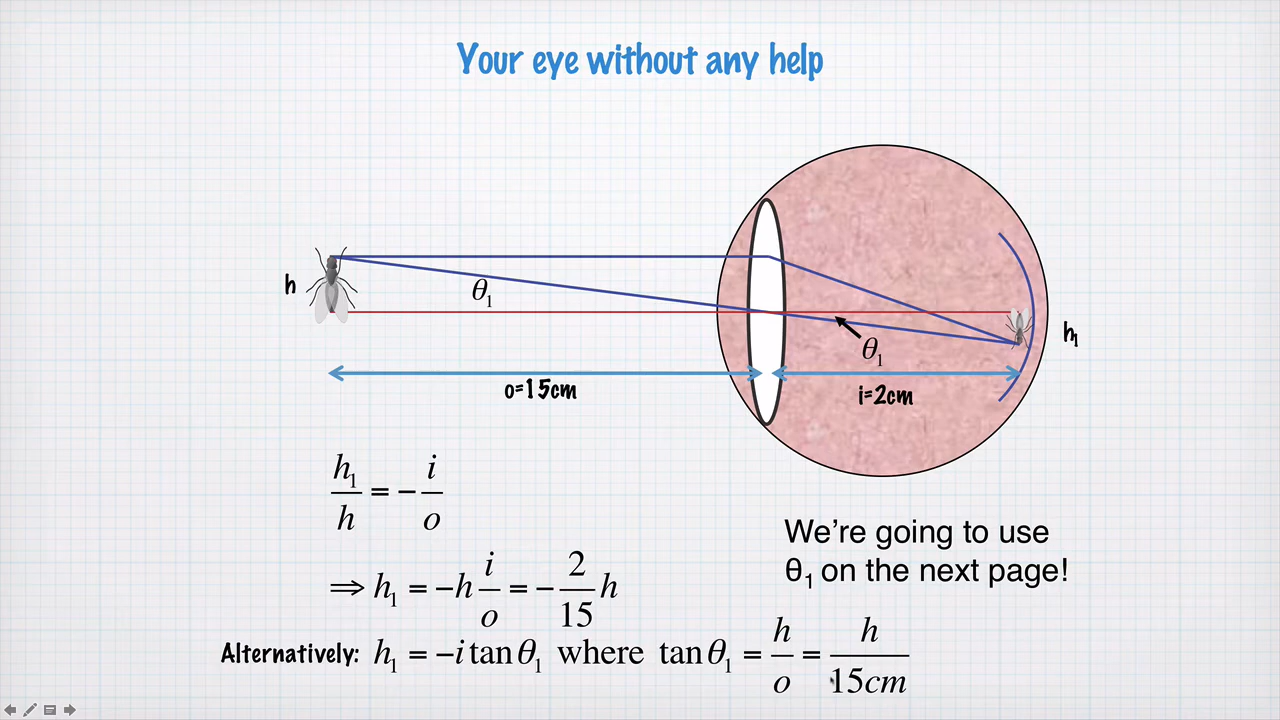 Your eye without any help
h
θ₁
h₁
θ₁
o=15cm
i=2cm
h₁/h = −i/o
⇒ h₁ = −h i/o = −2/15 h
We're going to use
θ₁ on the next page!
Alternatively: h₁ = −i tan θ₁ where tan θ₁ = h/o = h/15cm